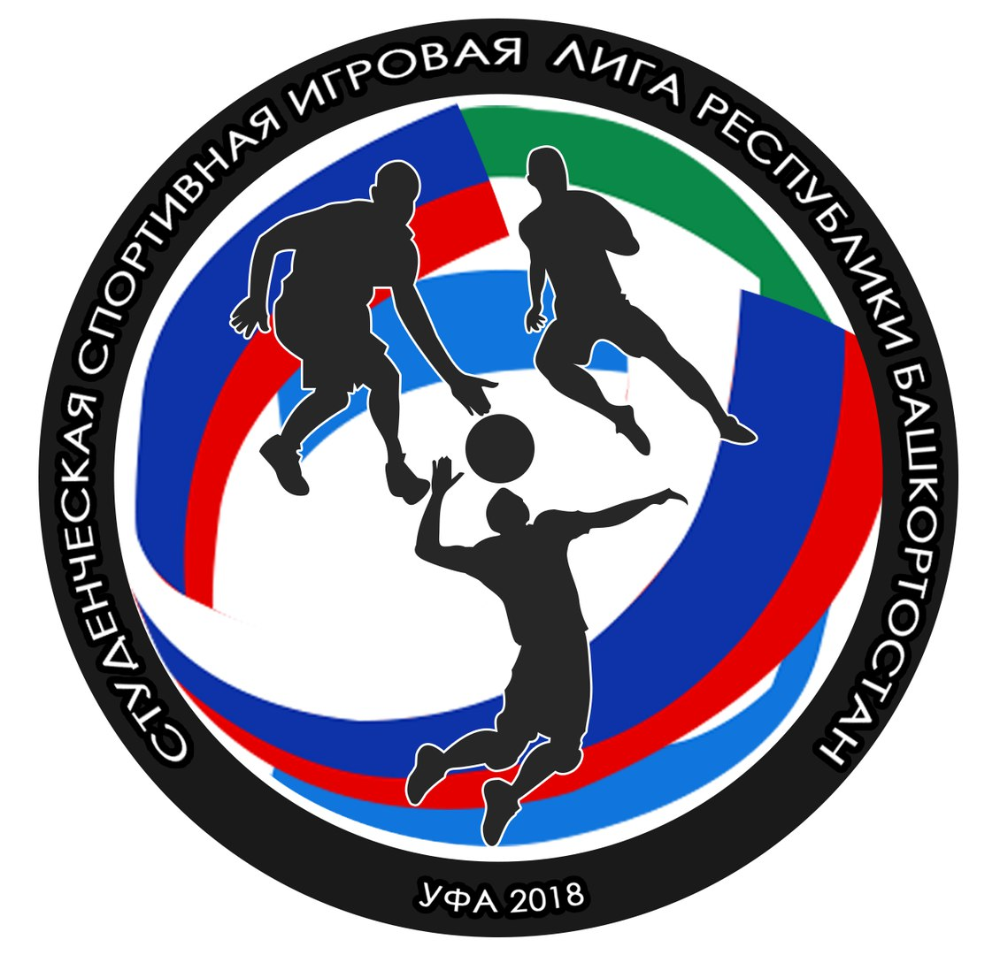 СТУДЕНЧЕСКАЯ СПОРТИВНАЯ ИГРОВАЯ ЛИГА РЕСПУБЛИКИ БАШКОРТОСТАН
УФА 2018